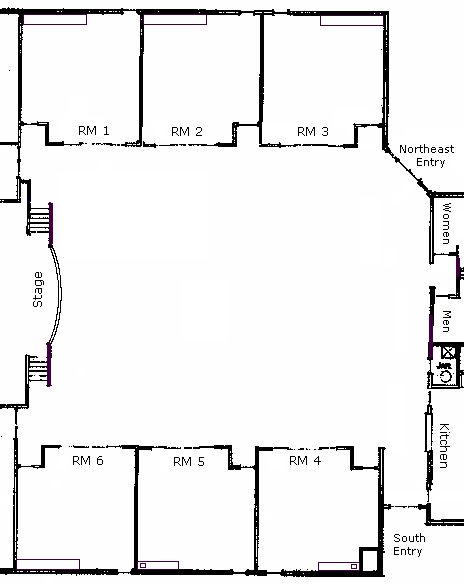 RM 1
RM 2
RM 3
Northeast
Entry
Women
Stage
Men
Jan
Kitchen
RM 6
RM 5
RM 4
South
Entry